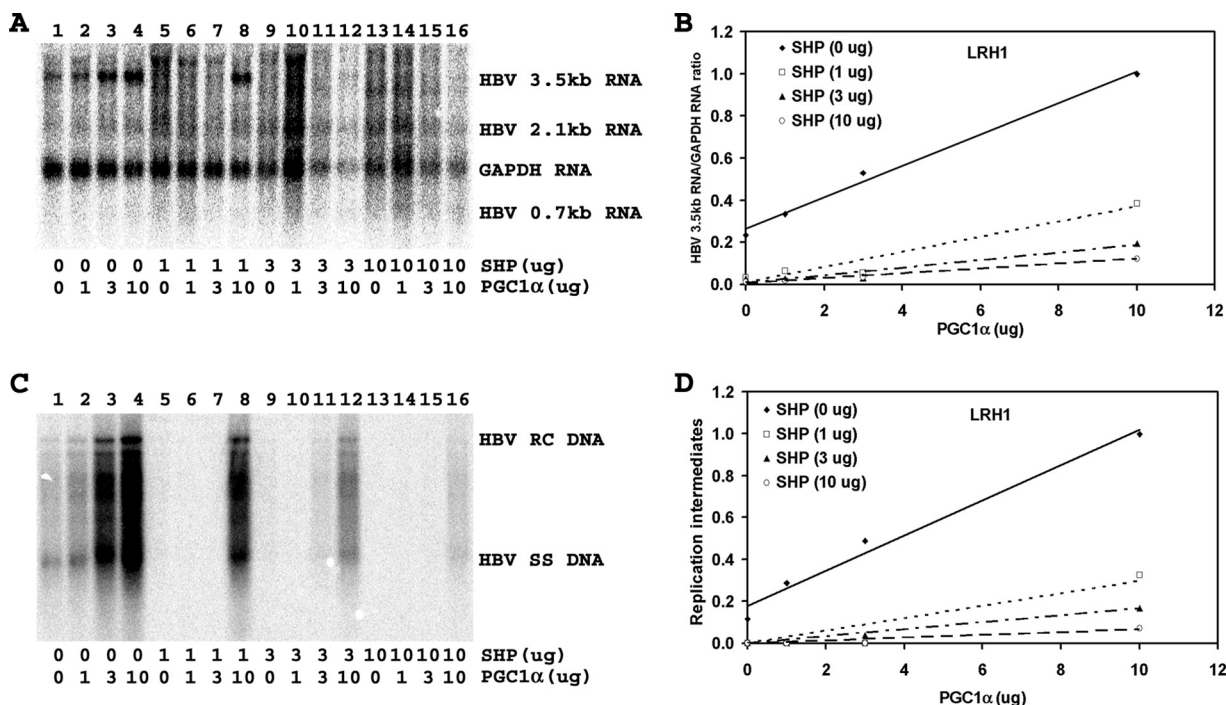 A
1 2 3 4 5 6 7 8 9 10 11 12 13 14 15 16
HBV 3.5kb RNA
HBV 2.1kb RNA
GAPDH RNA
HBV 0.7kb RNA
0 0 0 0 1 1 1 1 3 3 3 3 10 10 10 10 SHP(ug)
0 1 3 10 0 1 3 10 0 1 3 10 0 1 3 10 PGC1α(ug)
B
LRH1
SHP (0 ug)
SHP (1 ug)
SHP (3 ug)
SHP (10 ug)
HBV 3.5kb RNA/GAPDH RNA ratio
1.2
1.0
0.8
0.6
0.4
0.2
0.0
0 2 4 6 8 10 12
PGC1α (ug)
C
1 2 3 4 5 6 7 8 9 10 11 12 13 14 15 16
HBV RC DNA
HBV SS DNA
0 0 0 0 1 1 1 1 3 3 3 3 10 10 10 10 SHP(ug)
0 1 3 10 0 1 3 10 0 1 3 10 0 1 3 10 PGC1α(ug)
D
LRH1
SHP (0 ug)
SHP (1 ug)
SHP (3 ug)
SHP (10 ug)
Replication intermediates
1.2
1.0
0.8
0.6
0.4
0.2
0.0
0 2 4 6 8 10 12
PGC1α (ug)